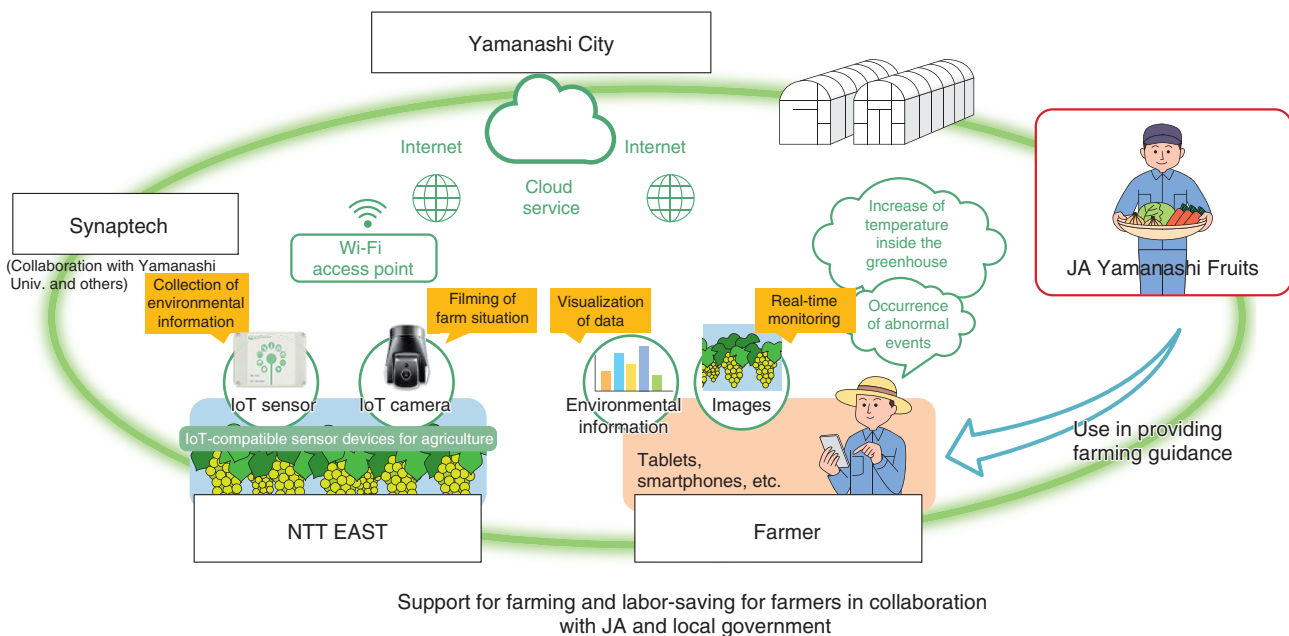 Yamanashi City
Internet
Internet
Cloud
service
Wi-Fi
access point
Synaptech
(Collaboration with Yamanashi
Univ. and others)
Collection of
environmental
information
Filming of
farm situation
Visualization
of data
Real-time
monitoring
Increase of
temperature
inside the
greenhouse
Occurrence
of abnormal
events
JA Yamanashi Fruits
IoT sensor
IoT camera
Environmental
information
Images
IoT-compatible sensor devices for agriculture
Tablets,
smartphones, etc.
Use in providing
farming guidance
NTT EAST
Farmer
Support for farming and labor-saving for farmers in collaboration
with JA and local government